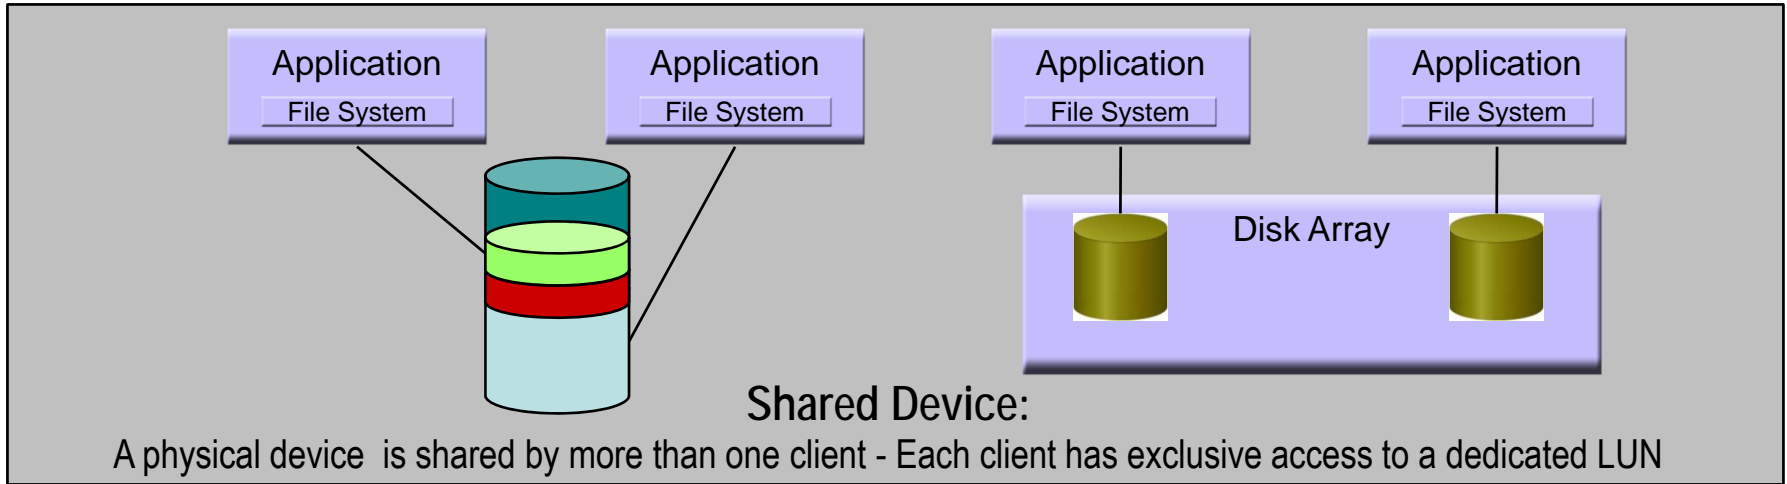 Application
File System
Application
File System
Application
File System
Application
File System
Disk Array
Shared Device:
A physical device  is shared by more than one client - Each client has exclusive access to a dedicated LUN